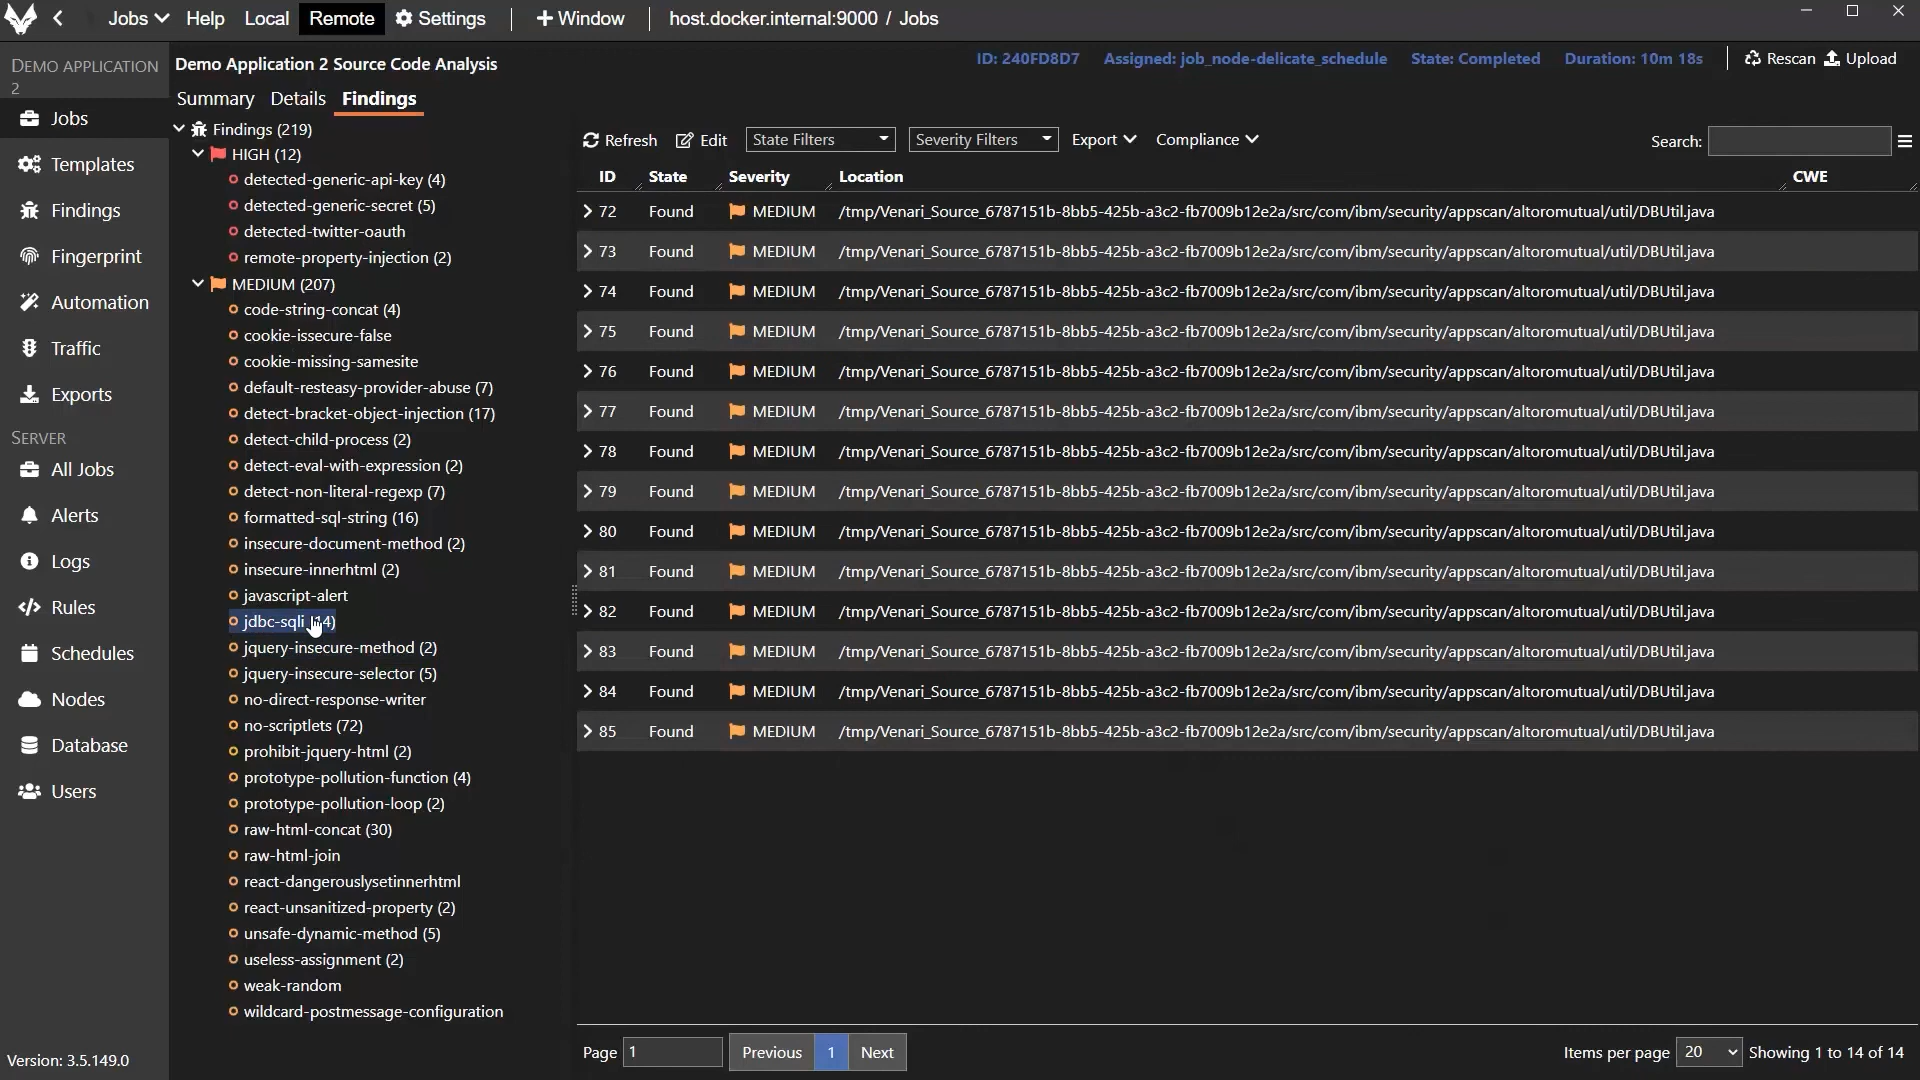 Jobs Help Local Remote Settings | + Window | host.docker.internal:9000 / Jobs
DEMO APPLICATION
2
Jobs
Templates
Findings
Fingerprint
Automation
Traffic
Exports
SERVER
All Jobs
Alerts
Logs
Rules
Schedules
Nodes
Database
Users
Version: 3.5.149.0
Demo Application 2 Source Code Analysis
ID: 240FD8D7 Assigned: job_node-delicate_schedule State: Completed Duration: 10m 18s | Rescan Upload
Summary Details Findings
Findings (219)
HIGH (12)
detected-generic-api-key (4)
detected-generic-secret (5)
detected-twitter-oauth
remote-property-injection (2)
MEDIUM (207)
code-string-concat (4)
cookie-issecure-false
cookie-missing-samesite
default-resteasy-provider-abuse (7)
detect-bracket-object-injection (17)
detect-child-process (2)
detect-eval-with-expression (2)
detect-non-literal-regexp (7)
formatted-sql-string (16)
insecure-document-method (2)
insecure-innerhtml (2)
javascript-alert
jdbc-sqli (14)
jquery-insecure-method (2)
jquery-insecure-selector (5)
no-direct-response-writer
no-scriptlets (72)
prohibit-jquery-html (2)
prototype-pollution-function (4)
prototype-pollution-loop (2)
raw-html-concat (30)
raw-html-join
react-dangerouslysetinnerhtml
react-unsanitized-property (2)
unsafe-dynamic-method (5)
useless-assignment (2)
weak-random
wildcard-postmessage-configuration
Refresh Edit State Filters Severity Filters Export Compliance Search:
ID State Severity Location CWE
72 Found MEDIUM /tmp/Venari_Source_6787151b-8bb5-425b-a3c2-fb7009b12e2a/src/com/ibm/security/appscan/altoromutual/util/DBUtil.java
73 Found MEDIUM /tmp/Venari_Source_6787151b-8bb5-425b-a3c2-fb7009b12e2a/src/com/ibm/security/appscan/altoromutual/util/DBUtil.java
74 Found MEDIUM /tmp/Venari_Source_6787151b-8bb5-425b-a3c2-fb7009b12e2a/src/com/ibm/security/appscan/altoromutual/util/DBUtil.java
75 Found MEDIUM /tmp/Venari_Source_6787151b-8bb5-425b-a3c2-fb7009b12e2a/src/com/ibm/security/appscan/altoromutual/util/DBUtil.java
76 Found MEDIUM /tmp/Venari_Source_6787151b-8bb5-425b-a3c2-fb7009b12e2a/src/com/ibm/security/appscan/altoromutual/util/DBUtil.java
77 Found MEDIUM /tmp/Venari_Source_6787151b-8bb5-425b-a3c2-fb7009b12e2a/src/com/ibm/security/appscan/altoromutual/util/DBUtil.java
78 Found MEDIUM /tmp/Venari_Source_6787151b-8bb5-425b-a3c2-fb7009b12e2a/src/com/ibm/security/appscan/altoromutual/util/DBUtil.java
79 Found MEDIUM /tmp/Venari_Source_6787151b-8bb5-425b-a3c2-fb7009b12e2a/src/com/ibm/security/appscan/altoromutual/util/DBUtil.java
80 Found MEDIUM /tmp/Venari_Source_6787151b-8bb5-425b-a3c2-fb7009b12e2a/src/com/ibm/security/appscan/altoromutual/util/DBUtil.java
81 Found MEDIUM /tmp/Venari_Source_6787151b-8bb5-425b-a3c2-fb7009b12e2a/src/com/ibm/security/appscan/altoromutual/util/DBUtil.java
82 Found MEDIUM /tmp/Venari_Source_6787151b-8bb5-425b-a3c2-fb7009b12e2a/src/com/ibm/security/appscan/altoromutual/util/DBUtil.java
83 Found MEDIUM /tmp/Venari_Source_6787151b-8bb5-425b-a3c2-fb7009b12e2a/src/com/ibm/security/appscan/altoromutual/util/DBUtil.java
84 Found MEDIUM /tmp/Venari_Source_6787151b-8bb5-425b-a3c2-fb7009b12e2a/src/com/ibm/security/appscan/altoromutual/util/DBUtil.java
85 Found MEDIUM /tmp/Venari_Source_6787151b-8bb5-425b-a3c2-fb7009b12e2a/src/com/ibm/security/appscan/altoromutual/util/DBUtil.java
Page 1 Previous 1 Next Items per page 20 Showing 1 to 14 of 14